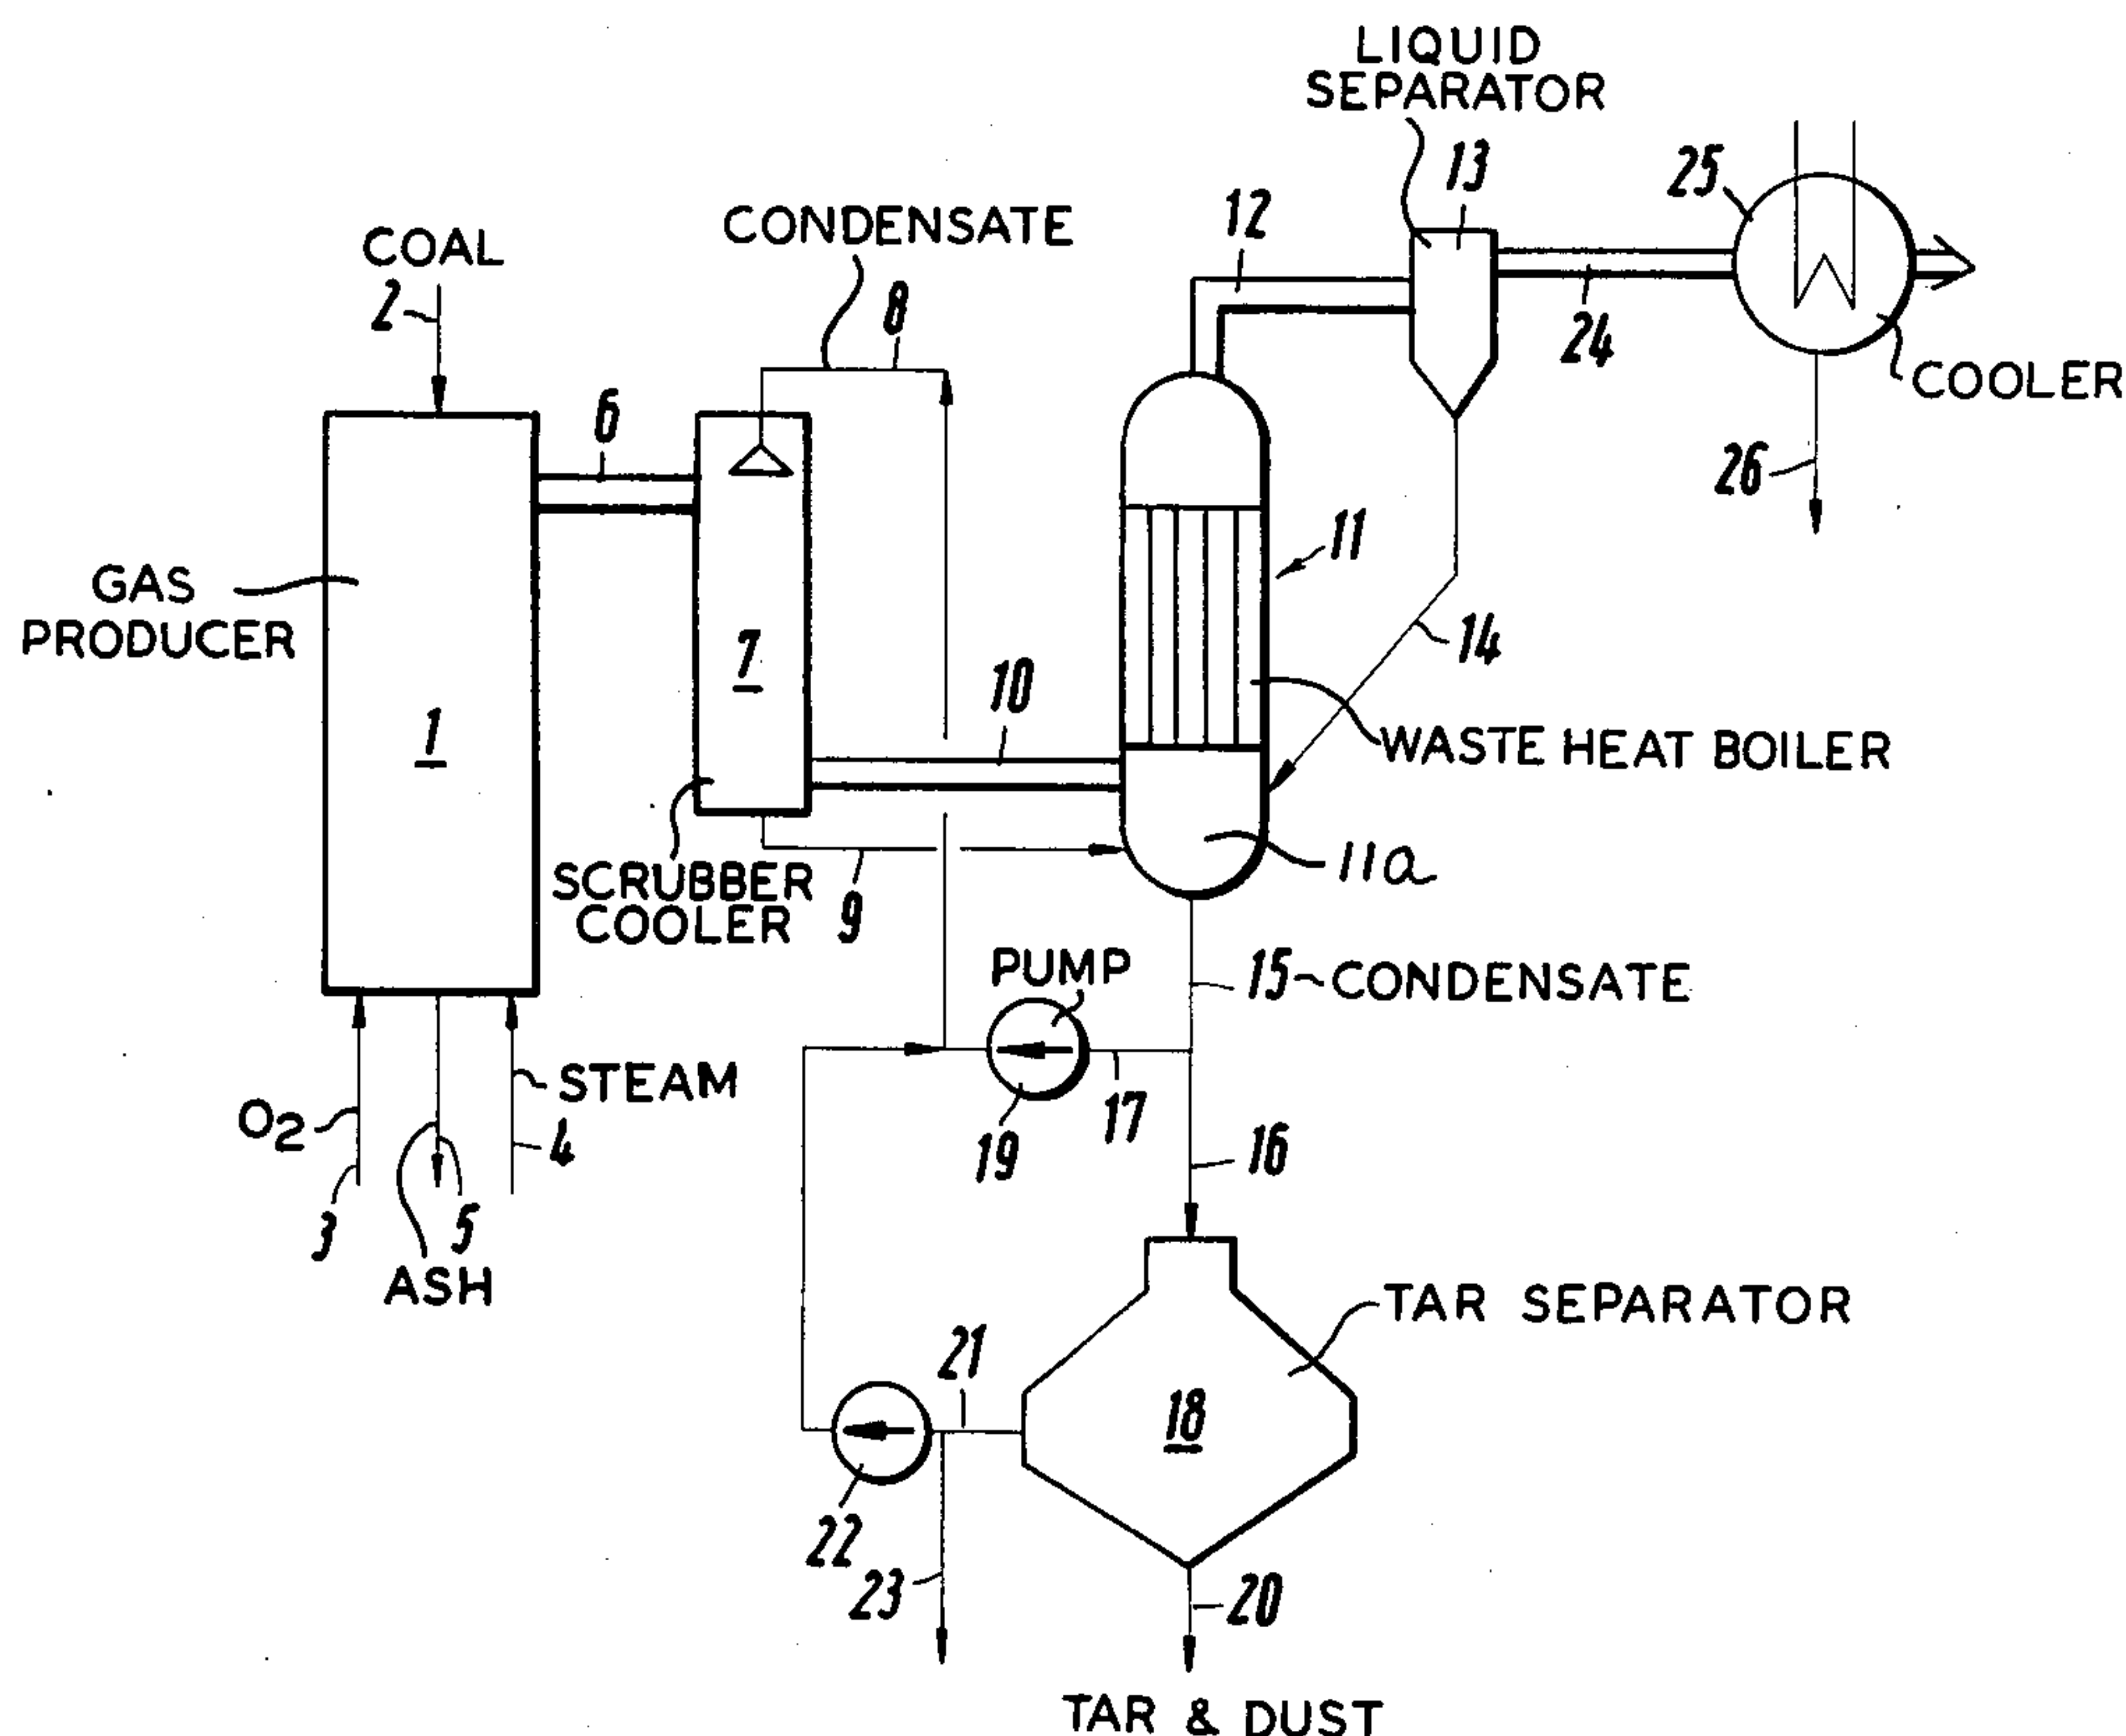 LIQUID
SEPARATOR
13
25
12
CONDENSATE
COAL
2
8
24
COOLER
6
26
11
GAS
PRODUCER
7
14
10
1
WASTE HEAT BOILER
11a
SCRUBBER
COOLER
9
PUMP
15 CONDENSATE
STEAM
O2
4
19
17
16
3
5
ASH
TAR SEPARATOR
21
18
22
23
20
TAR & DUST